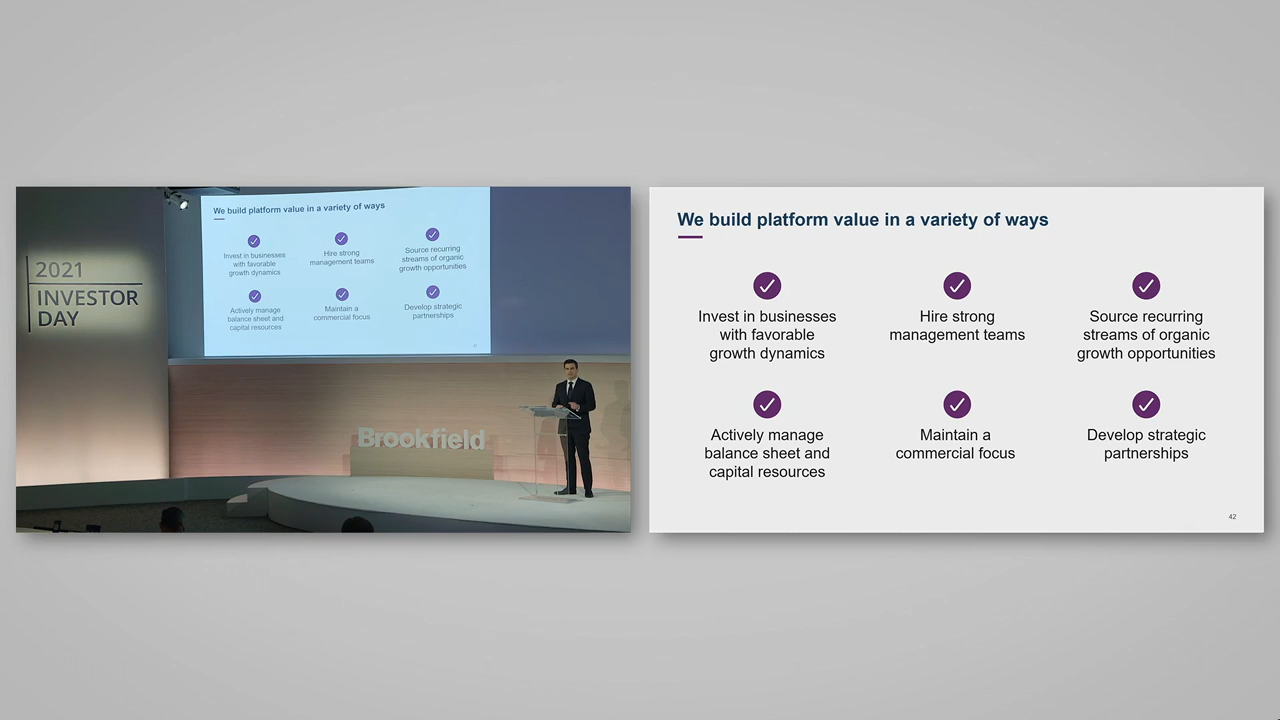 2021
INVESTOR
DAY
We build platform value in a variety of ways
Invest in businesses
with favorable
growth dynamics
Hire strong
management teams
Source recurring
streams of organic
growth opportunities
Actively manage
balance sheet and
capital resources
Maintain a
commercial focus
Develop strategic
partnerships
Brookfield
We build platform value in a variety of ways
Invest in businesses
with favorable
growth dynamics
Hire strong
management teams
Source recurring
streams of organic
growth opportunities
Actively manage
balance sheet and
capital resources
Maintain a
commercial focus
Develop strategic
partnerships
42